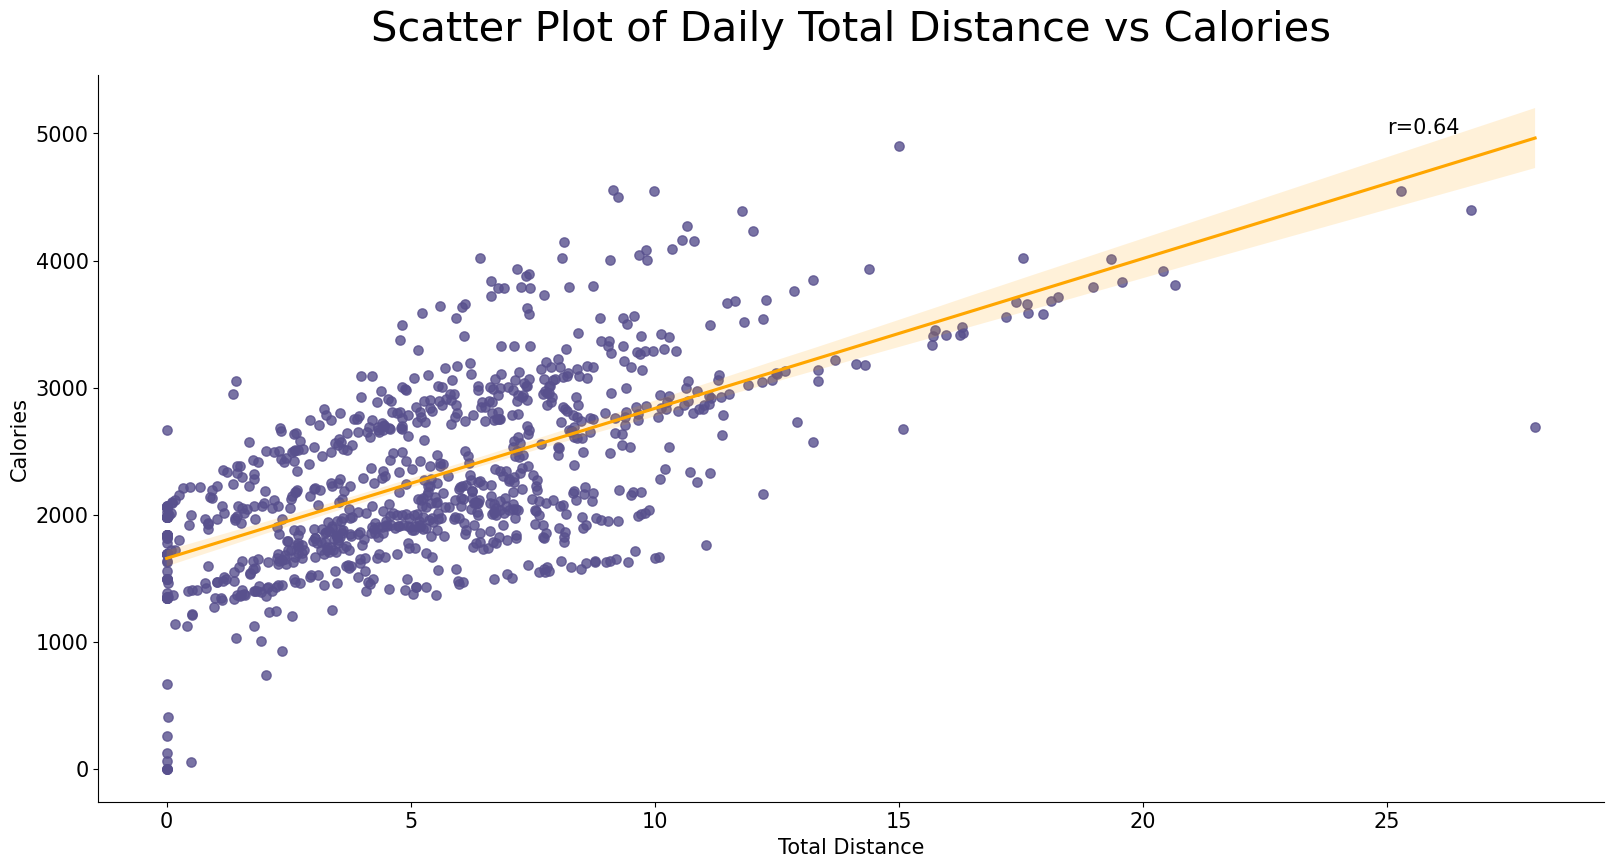 Scatter Plot of Daily Total Distance vs Calories
r=0.64
5000
4000
3000
2000
1000
0
Calories
0 5 10 15 20 25
Total Distance